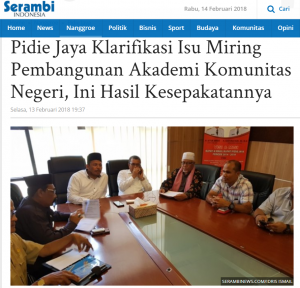 Serambi
INDONESIA
Rabu, 14 Februari 2018
Home News Nanggroe Politik Bisnis Sport Budaya Komunitas Opini
Pidie Jaya Klarifikasi Isu Miring
Pembangunan Akademi Komunitas
Negeri, Ini Hasil Kesepakatannya
Selasa, 13 Februari 2018 19:37
SERAMBINEWS.COM/IDRIS ISMAIL